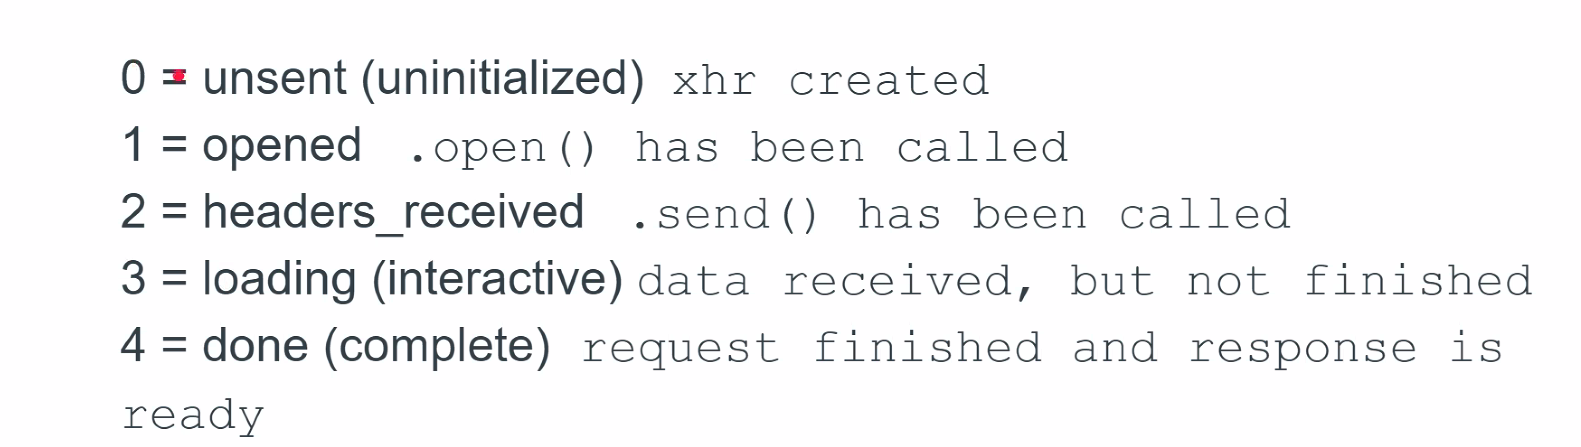 0 = unsent (uninitialized) xhr created
1 = opened .open() has been called
2 = headers_received .send() has been called
3 = loading (interactive) data received, but not finished
4 = done (complete) request finished and response is
ready